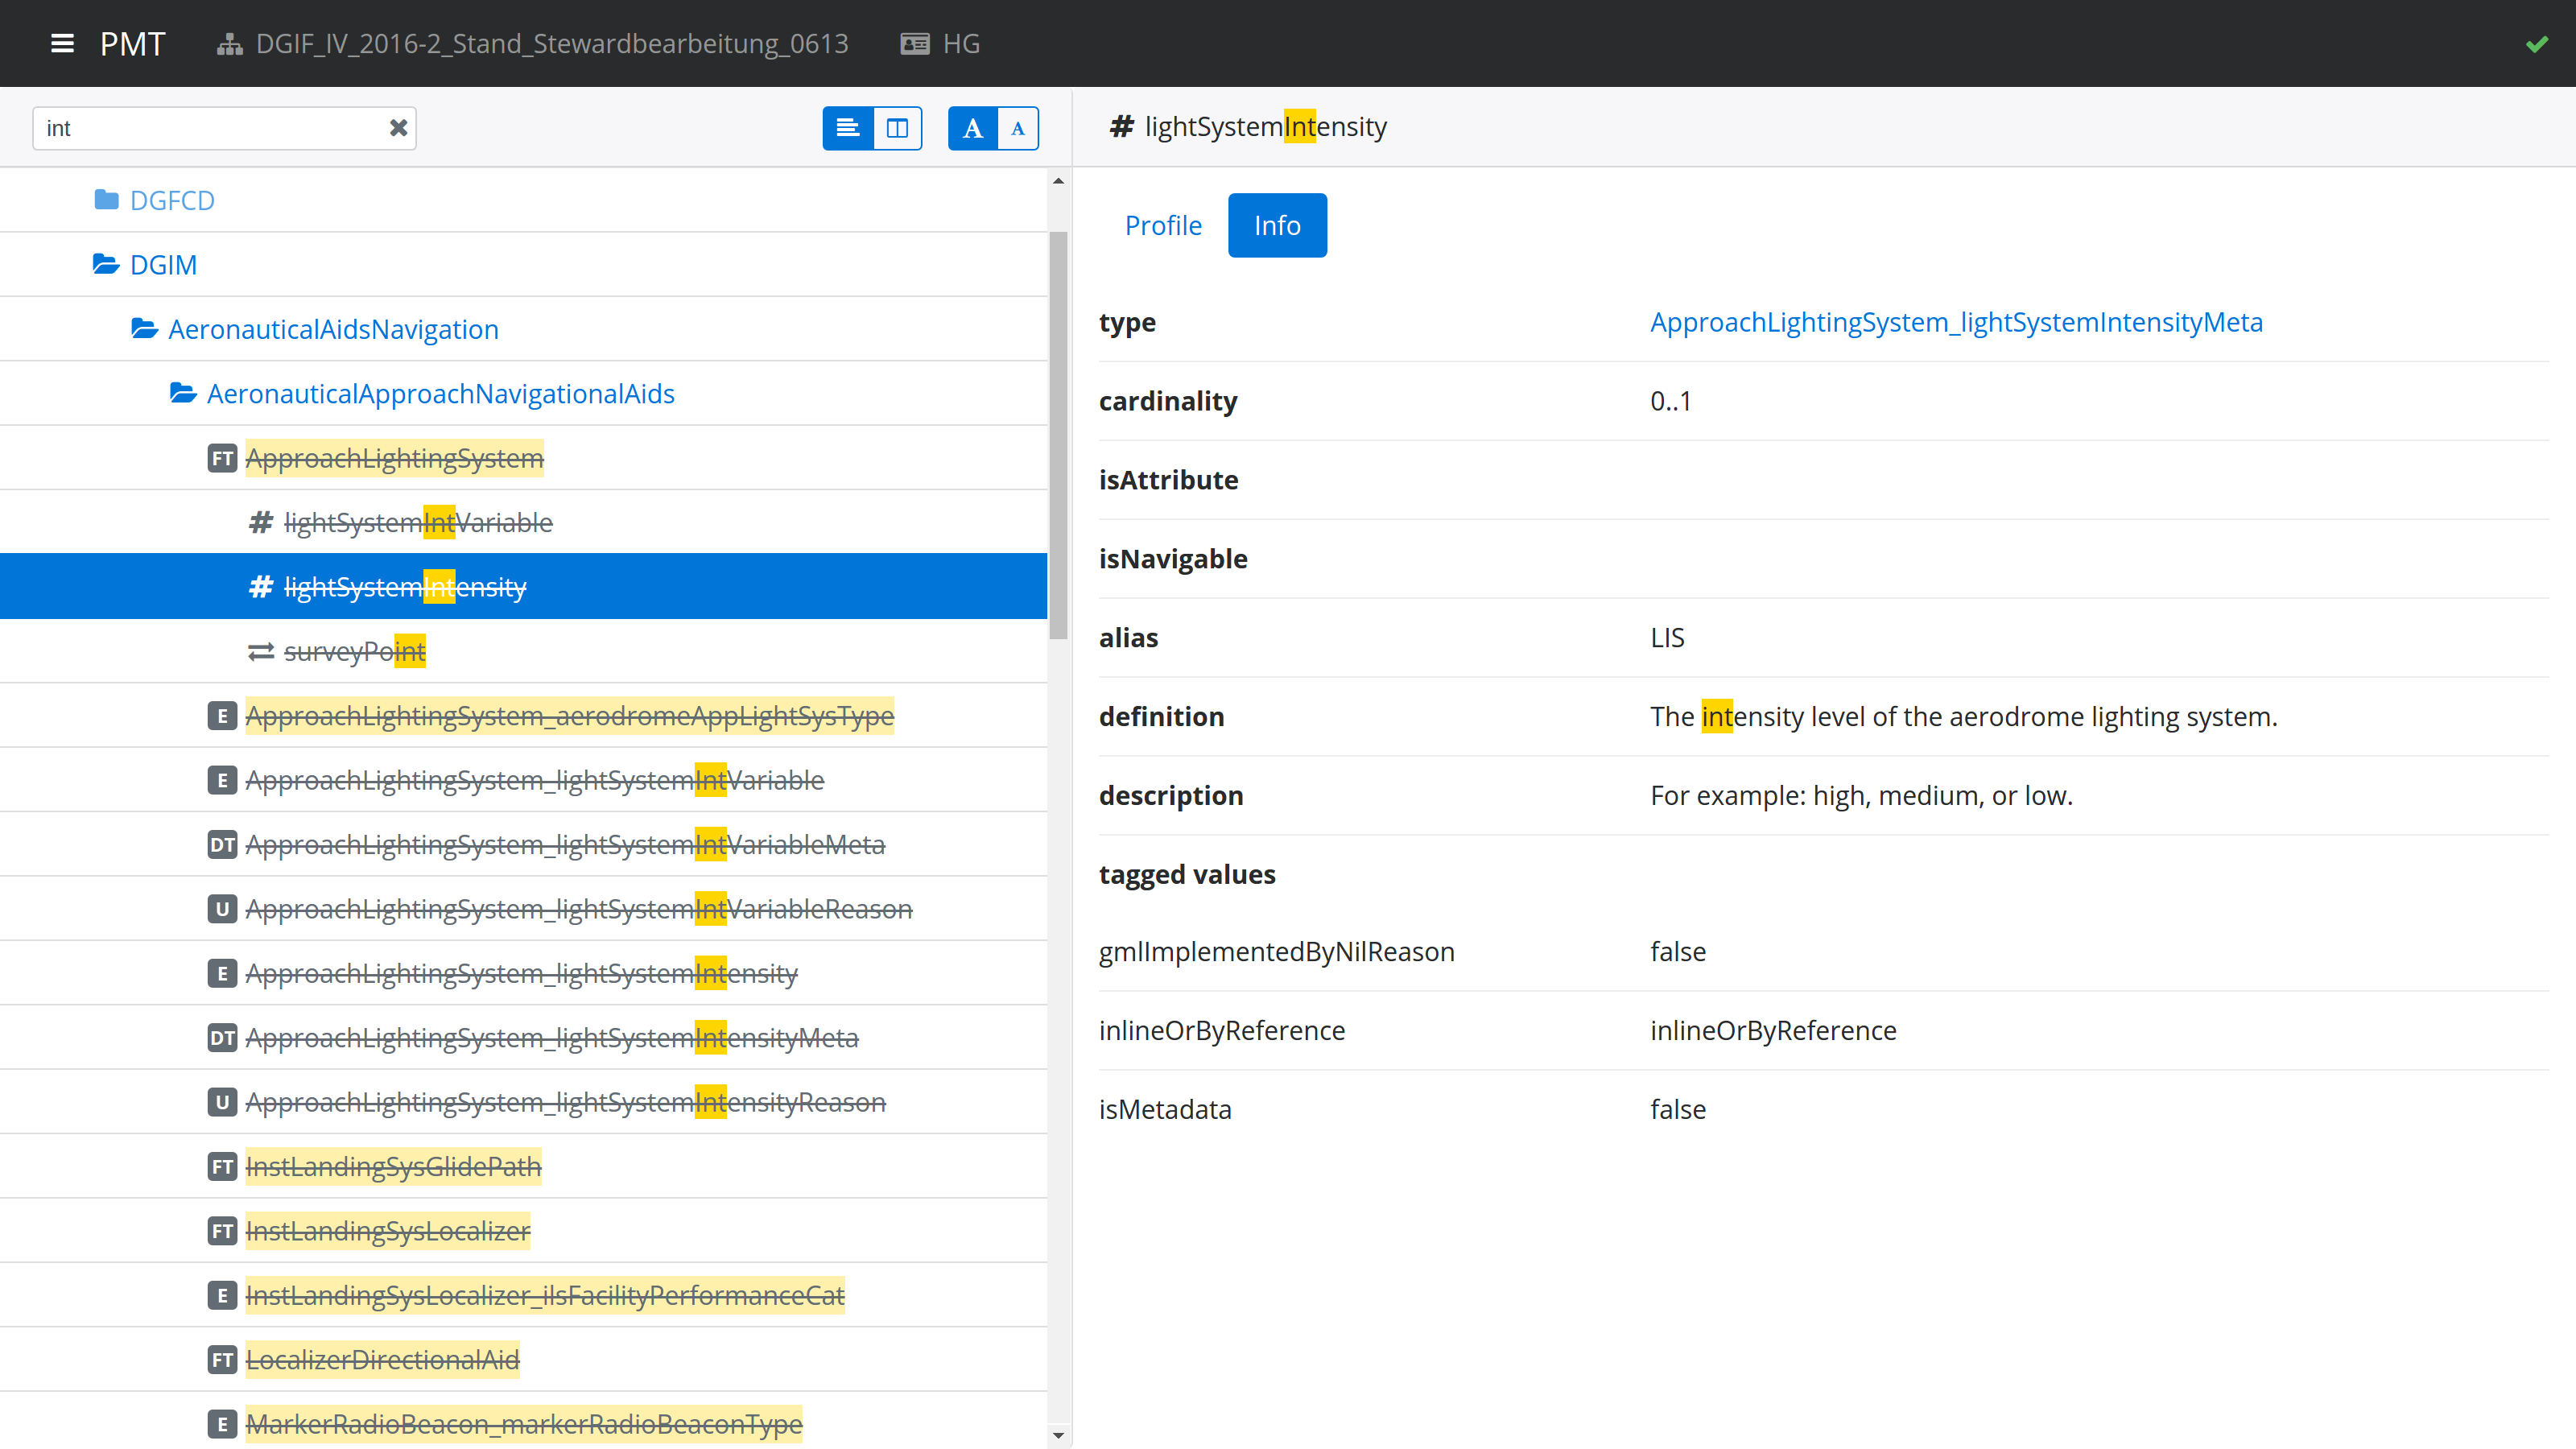 PMT DGIF_IV_2016-2_Stand_Stewardbearbeitung_0613 HG
int
A A
DGFCD
DGIM
AeronauticalAidsNavigation
AeronauticalApproachNavigationalAids
FT ApproachLightingSystem
# lightSystemIntVariable
# lightSystemIntensity
surveyPoint
E ApproachLightingSystem_aerodromeAppLightSysType
E ApproachLightingSystem_lightSystemIntVariable
DT ApproachLightingSystem_lightSystemIntVariableMeta
U ApproachLightingSystem_lightSystemIntVariableReason
E ApproachLightingSystem_lightSystemIntensity
DT ApproachLightingSystem_lightSystemIntensityMeta
U ApproachLightingSystem_lightSystemIntensityReason
FT InstLandingSysGlidePath
FT InstLandingSysLocalizer
E InstLandingSysLocalizer_ilsFacilityPerformanceCat
FT LocalizerDirectionalAid
E MarkerRadioBeacon_markerRadioBeaconType
# lightSystemIntensity
Profile Info
type ApproachLightingSystem_lightSystemIntensityMeta
cardinality 0..1
isAttribute
isNavigable
alias LIS
definition The intensity level of the aerodrome lighting system.
description For example: high, medium, or low.
tagged values
gmlImplementedByNilReason false
inlineOrByReference inlineOrByReference
isMetadata false